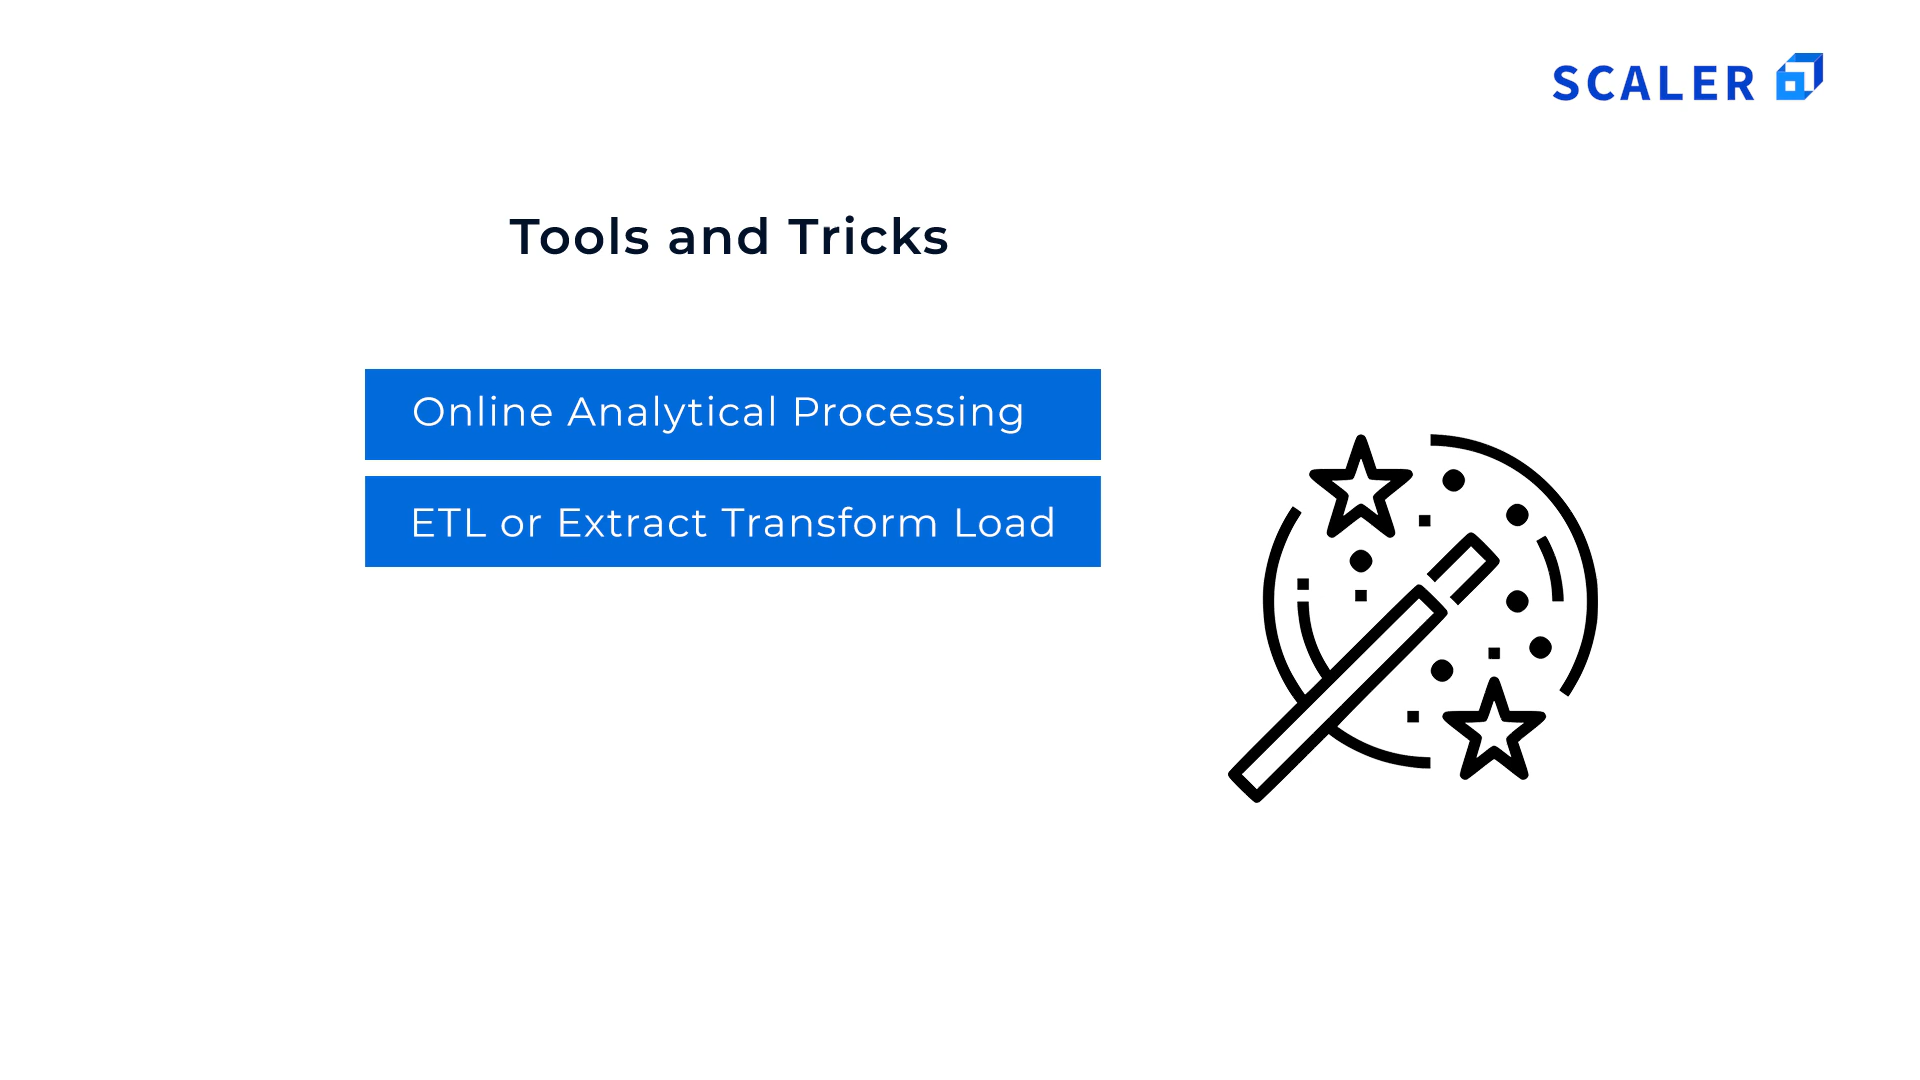 SCALER
Tools and Tricks
Online Analytical Processing
ETL or Extract Transform Load